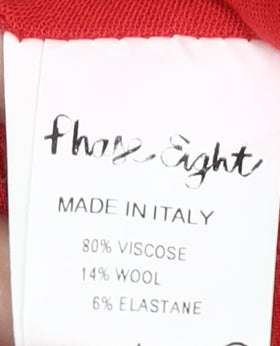 Phase Eight
MADE IN ITALY
80% VISCOSE
14% WOOL
6% ELASTANE